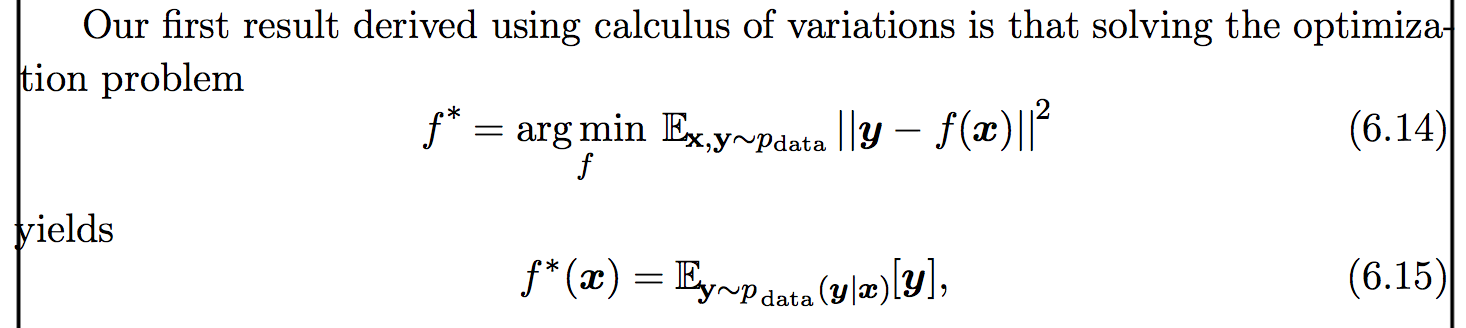 Our first result derived using calculus of variations is that solving the optimiza-
tion problem
f* = arg min_f 𝔼_{x,y∼p_data} ||y − f(x)||² (6.14)
yields
f*(x) = 𝔼_{y∼p_data(y|x)}[y], (6.15)